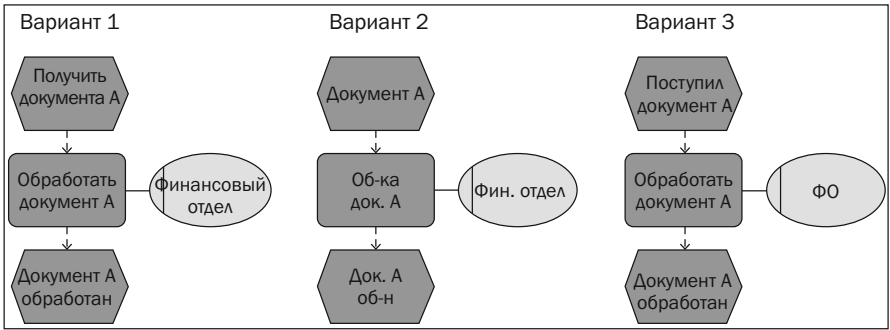 Вариант 1
Получить
документа А
Обработать
документ А
Финансовый
отдел
Документ А
обработан
Вариант 2
Документ А
Об-ка
док. А
Фин. отдел
Док. А
об-н
Вариант 3
Поступил
документ А
Обработать
документ А
ФО
Документ А
обработан